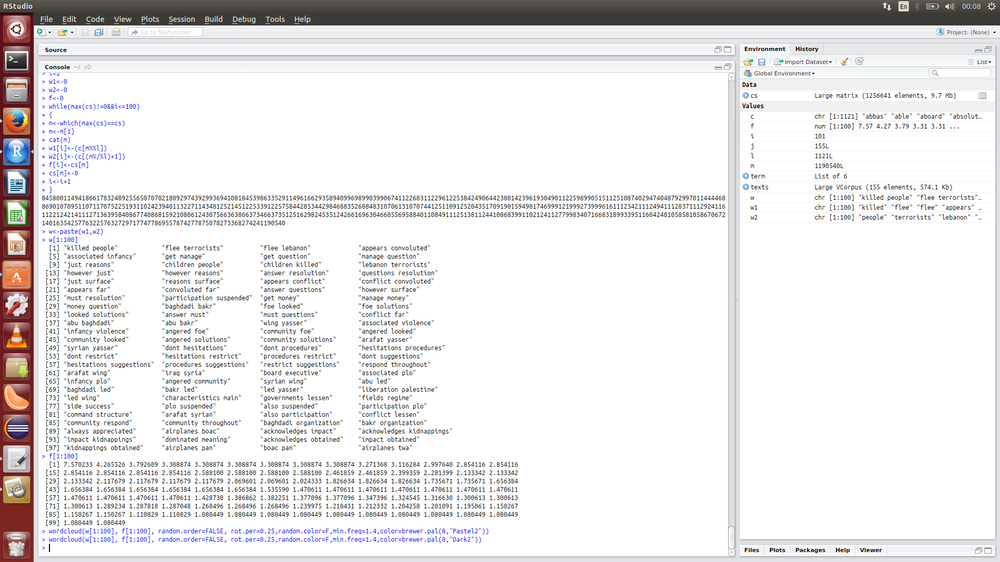 RStudio
En
00:08
File Edit Code View Plots Session Build Debug Tools Help
Go to file/function
Project: (None)
Source
Console ~/
> w1<-0
> w2<-0
> f<-0
> while(max(cs)!=0&&i<=100)
+ {
+ m<-which(max(cs)==cs)
+ m<-m[1]
+ cat(m)
+ w1[i]<-(c[m%%l])
+ w2[i]<-(c[(m%/%l)+1])
+ f[i]<-cs[m]
+ cs[m]<-0
+ i<-i+1
+ }
> w<-paste(w1,w2)
> w[1:100]
[1] "killed people" "flee terrorists" "flee lebanon" "appears convoluted"
[5] "associated infancy" "get manage" "get question" "manage question"
[9] "just reasons" "children people" "children killed" "lebanon terrorists"
[13] "however just" "however reasons" "answer resolution" "questions resolution"
[17] "just surface" "reasons surface" "appears conflict" "conflict convoluted"
[21] "appears far" "convoluted far" "answer questions" "however surface"
[25] "must resolution" "participation suspended" "get money" "manage money"
[29] "money question" "baghdadi bakr" "foe looked" "foe solutions"
[33] "looked solutions" "answer must" "must questions" "conflict far"
[37] "abu baghdadi" "abu bakr" "wing yasser" "associated violence"
[41] "infancy violence" "angered foe" "community foe" "angered looked"
[45] "community looked" "angered solutions" "community solutions" "arafat yasser"
[49] "syrian yasser" "dont hesitations" "dont procedures" "hesitations procedures"
[53] "dont restrict" "hesitations restrict" "procedures restrict" "dont suggestions"
[57] "hesitations suggestions" "procedures suggestions" "restrict suggestions" "respond throughout"
[61] "arafat wing" "iraq syria" "board executive" "associated plo"
[65] "infancy plo" "angered community" "syrian wing" "abu led"
[69] "baghdadi led" "bakr led" "led yasser" "liberation palestine"
[73] "led wing" "characteristics main" "governments lessen" "fields regime"
[77] "side success" "plo suspended" "also suspended" "participation plo"
[81] "command structure" "arafat syrian" "also participation" "conflict lessen"
[85] "community respond" "community throughout" "baghdadi organization" "bakr organization"
[89] "always appreciated" "airplanes boac" "acknowledges impact" "acknowledges kidnappings"
[93] "impact kidnappings" "dominated meaning" "acknowledges obtained" "impact obtained"
[97] "kidnappings obtained" "airplanes pan" "boac pan" "airplanes twa"
> f[1:100]
[1] 7.570233 4.265526 3.792609 3.308874 3.308874 3.308874 3.308874 3.308874 3.308874 3.271368 3.116284 2.997640 2.854116 2.854116
[15] 2.854116 2.854116 2.854116 2.854116 2.588100 2.588100 2.588100 2.588100 2.461859 2.461859 2.399359 2.281399 2.133342 2.133342
[29] 2.133342 2.117679 2.117679 2.117679 2.117679 2.069601 2.069601 2.024333 1.826634 1.826634 1.826634 1.735671 1.735671 1.656384
[43] 1.656384 1.656384 1.656384 1.656384 1.656384 1.535590 1.470611 1.470611 1.470611 1.470611 1.470611 1.470611 1.470611 1.470611
[57] 1.470611 1.470611 1.470611 1.470611 1.428738 1.386862 1.382251 1.377096 1.377096 1.347396 1.324545 1.316630 1.300613 1.300613
[71] 1.300613 1.289234 1.287818 1.287048 1.268496 1.268496 1.268496 1.239975 1.218431 1.212332 1.204258 1.201091 1.195061 1.150267
[85] 1.150267 1.150267 1.110829 1.110829 1.080449 1.080449 1.080449 1.080449 1.080449 1.080449 1.080449 1.080449 1.080449 1.080449
[99] 1.080449 1.080449
> wordcloud(w[1:100], f[1:100], random.order=FALSE, rot.per=0.25,random.color=F,min.freq=1.4,color=brewer.pal(8,"Pastel2"))
> wordcloud(w[1:100], f[1:100], random.order=FALSE, rot.per=0.25,random.color=F,min.freq=1.4,color=brewer.pal(8,"Dark2"))
>
Environment History
Import Dataset List
Global Environment
Data
cs Large matrix (1256641 elements, 9.7 Mb)
Values
c chr [1:1121] "abbas" "able" "aboard" "absolut…
f num [1:100] 7.57 4.27 3.79 3.31 3.31 ...
i 101
j 155L
l 1121L
m 1190540L
term List of 6
texts Large VCorpus (155 elements, 574.1 Kb)
w chr [1:100] "killed people" "flee terrorists"…
w1 chr [1:100] "killed" "flee" "flee" "appears" …
w2 chr [1:100] "people" "terrorists" "lebanon" "…
Files Plots Packages Help Viewer